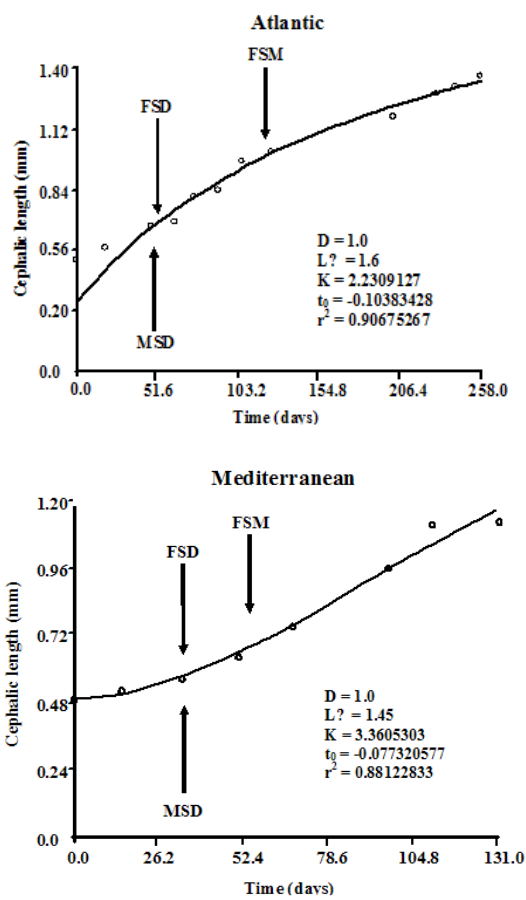 Atlantic
FSM
1.40
FSD
1.12
0.84
Cephalic length (mm)
0.56
D = 1.0
L? = 1.6
K = 2.2309127
0.20
t₀ = -0.10383428
r² = 0.90675267
MSD
0.0
0.0 51.6 103.2 154.8 206.4 258.0
Time (days)
Mediterranean
1.20
FSM
FSD
0.96
0.72
Cephalic length (mm)
0.48
D = 1.0
L? = 1.45
K = 3.3605303
0.24
t₀ = -0.077320577
r² = 0.88122833
MSD
0.0
0.0 26.2 52.4 78.6 104.8 131.0
Time (days)